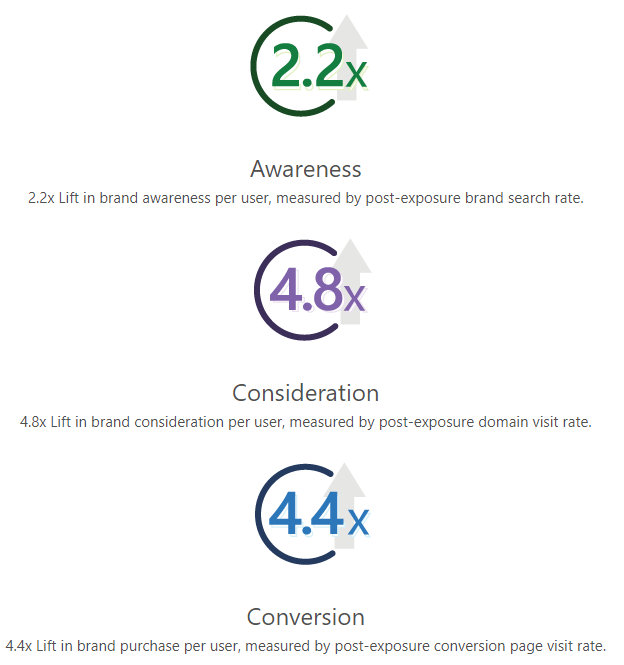 2.2x
Awareness
2.2x Lift in brand awareness per user, measured by post-exposure brand search rate.
4.8x
Consideration
4.8x Lift in brand consideration per user, measured by post-exposure domain visit rate.
4.4x
Conversion
4.4x Lift in brand purchase per user, measured by post-exposure conversion page visit rate.